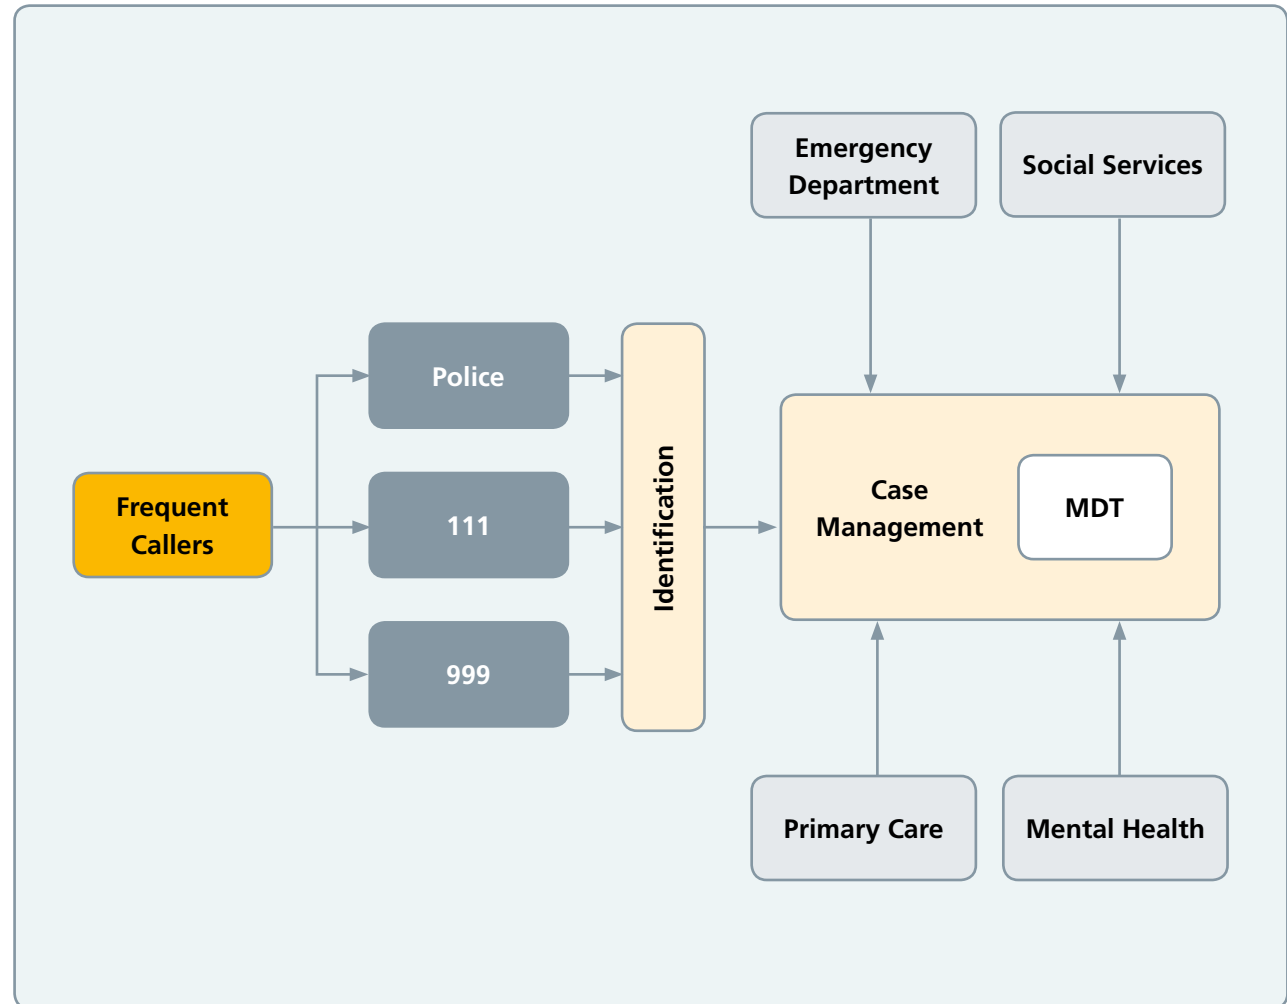 Emergency
Department
Social Services
Police
Frequent
Callers
111
999
Identification
Case
Management
MDT
Primary Care
Mental Health